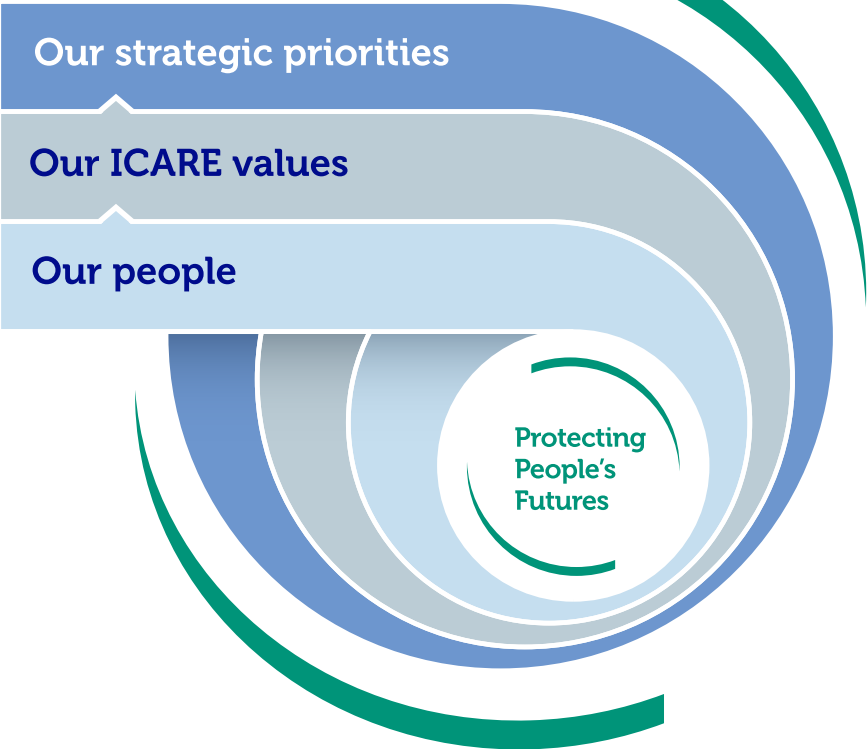 Our strategic priorities
Our ICARE values
Our people
Protecting
People’s
Futures